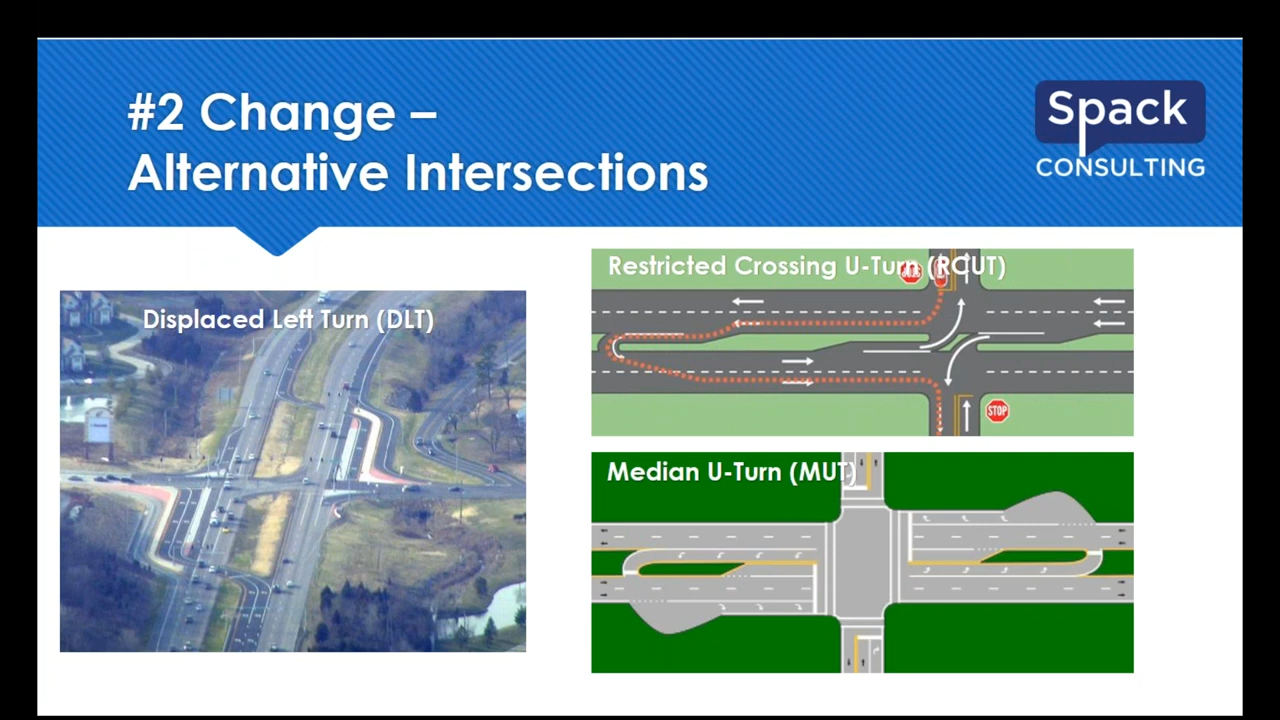 #2 Change –
Alternative Intersections
Spack
CONSULTING
Displaced Left Turn (DLT)
Restricted Crossing U-Turn (RCUT)
STOP
Median U-Turn (MUT)